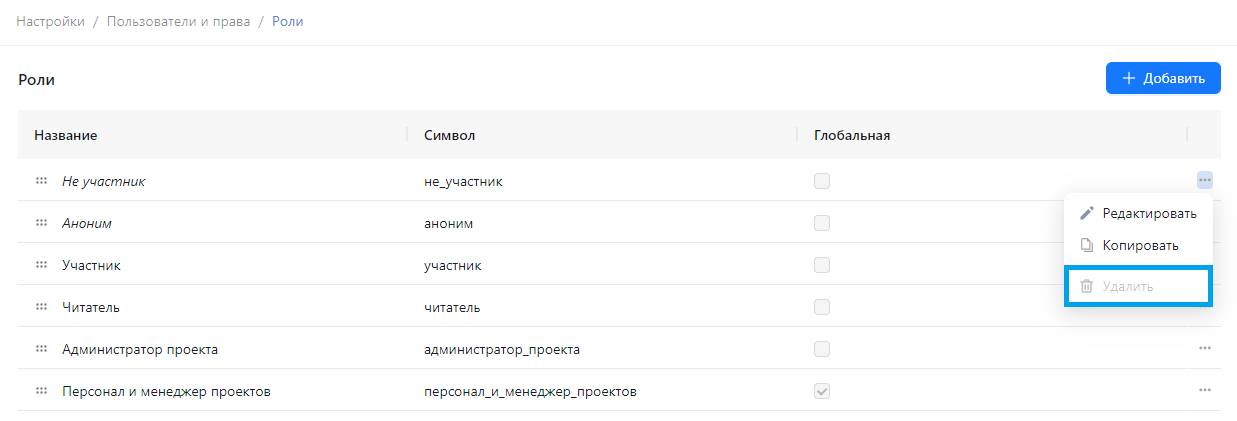 Настройки / Пользователи и права / Роли
Роли
Добавить
Название Символ Глобальная
Не участник не_участник
Аноним аноним
Участник участник
Читатель читатель
Администратор проекта администратор_проекта
Персонал и менеджер проектов персонал_и_менеджер_проектов
Редактировать
Копировать
Удалить